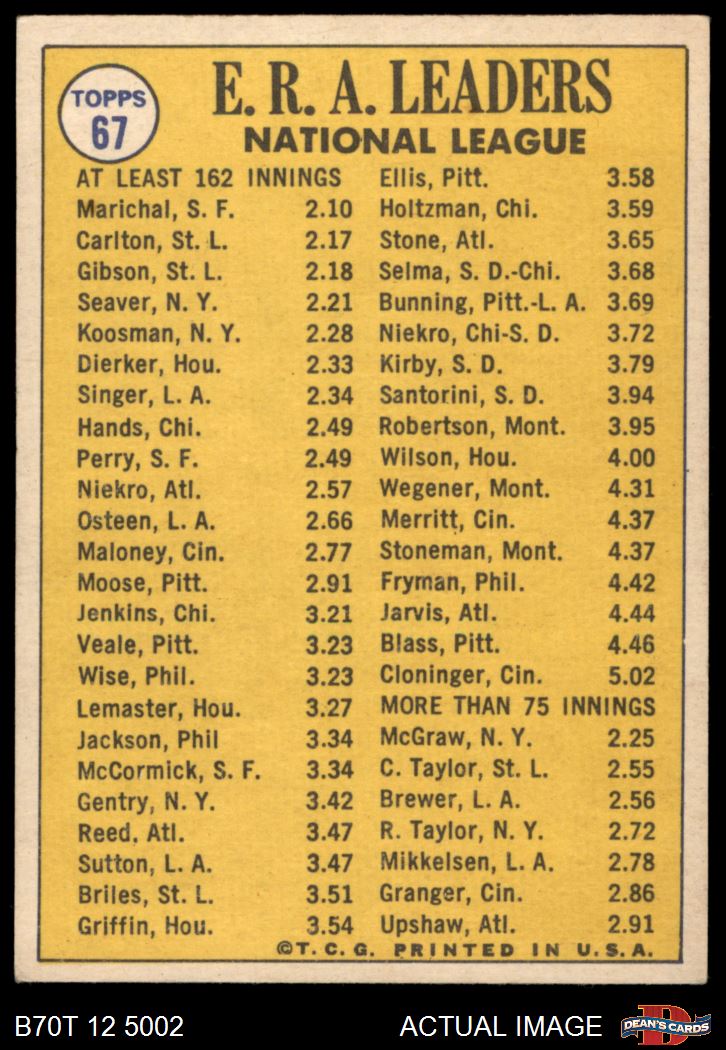 TOPPS
67
E. R. A. LEADERS
NATIONAL LEAGUE
AT LEAST 162 INNINGS
Marichal, S. F. 2.10
Carlton, St. L. 2.17
Gibson, St. L. 2.18
Seaver, N. Y. 2.21
Koosman, N. Y. 2.28
Dierker, Hou. 2.33
Singer, L. A. 2.34
Hands, Chi. 2.49
Perry, S. F. 2.49
Niekro, Atl. 2.57
Osteen, L. A. 2.66
Maloney, Cin. 2.77
Moose, Pitt. 2.91
Jenkins, Chi. 3.21
Veale, Pitt. 3.23
Wise, Phil. 3.23
Lemaster, Hou. 3.27
Jackson, Phil 3.34
McCormick, S. F. 3.34
Gentry, N. Y. 3.42
Reed, Atl. 3.47
Sutton, L. A. 3.47
Briles, St. L. 3.51
Griffin, Hou. 3.54
Ellis, Pitt. 3.58
Holtzman, Chi. 3.59
Stone, Atl. 3.65
Selma, S. D.-Chi. 3.68
Bunning, Pitt.-L. A. 3.69
Niekro, Chi-S. D. 3.72
Kirby, S. D. 3.79
Santorini, S. D. 3.94
Robertson, Mont. 3.95
Wilson, Hou. 4.00
Wegener, Mont. 4.31
Merritt, Cin. 4.37
Stoneman, Mont. 4.37
Fryman, Phil. 4.42
Jarvis, Atl. 4.44
Blass, Pitt. 4.46
Cloninger, Cin. 5.02
MORE THAN 75 INNINGS
McGraw, N. Y. 2.25
C. Taylor, St. L. 2.55
Brewer, L. A. 2.56
R. Taylor, N. Y. 2.72
Mikkelsen, L. A. 2.78
Granger, Cin. 2.86
Upshaw, Atl. 2.91
©T. C. G. PRINTED IN U. S. A.
B70T 12 5002
ACTUAL IMAGE
D
DEAN'S CARDS